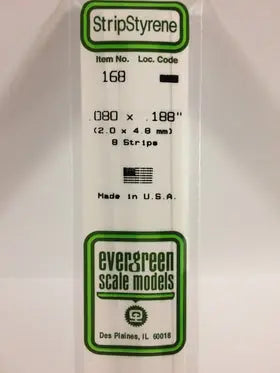 StripStyrene
Item No. Loc. Code
168
.080 x .188"
(2.0 x 4.8 mm)
8 Strips
Made in U.S.A.
evergreen
scale models
Des Plaines, IL 60018